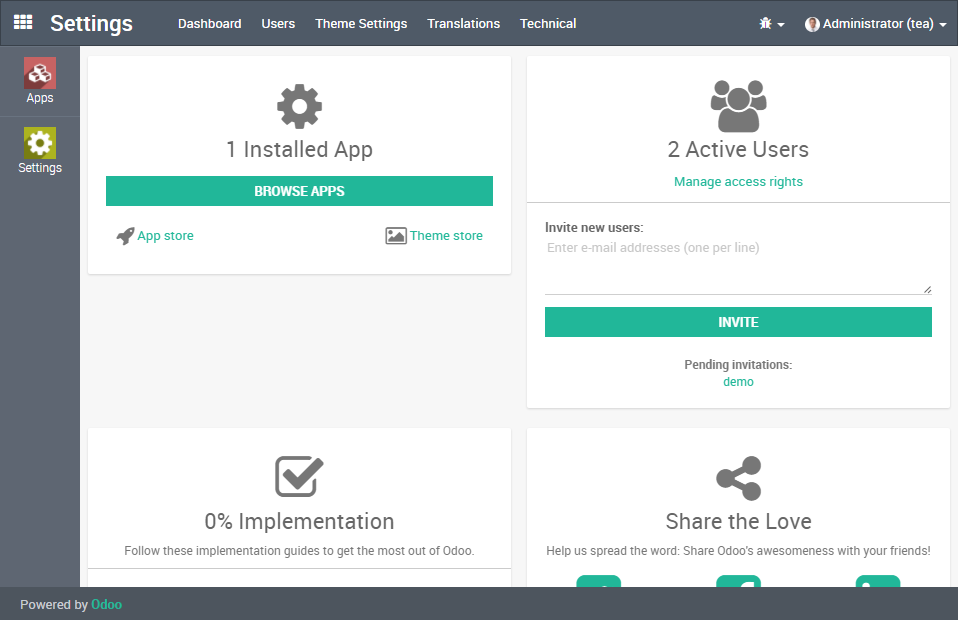 Settings Dashboard Users Theme Settings Translations Technical Administrator (tea)
Apps
Settings
1 Installed App
BROWSE APPS
App store Theme store
2 Active Users
Manage access rights
Invite new users:
Enter e-mail addresses (one per line)
INVITE
Pending invitations:
demo
0% Implementation
Follow these implementation guides to get the most out of Odoo.
Share the Love
Help us spread the word: Share Odoo's awesomeness with your friends!
Powered by Odoo